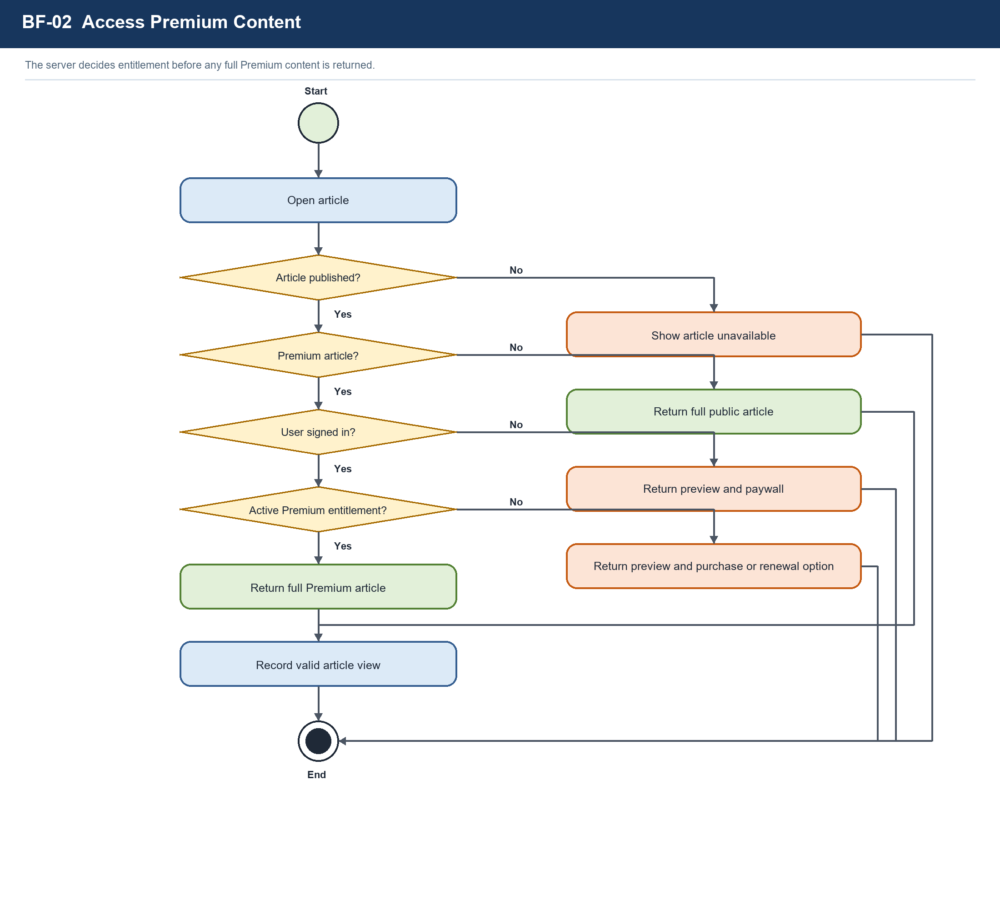 BF-02  Access Premium Content
The server decides entitlement before any full Premium content is returned.
Start
Open article
Article published?
No
Yes
Show article unavailable
Premium article?
No
Yes
Return full public article
User signed in?
No
Yes
Return preview and paywall
Active Premium entitlement?
No
Yes
Return preview and purchase or renewal option
Return full Premium article
Record valid article view
End